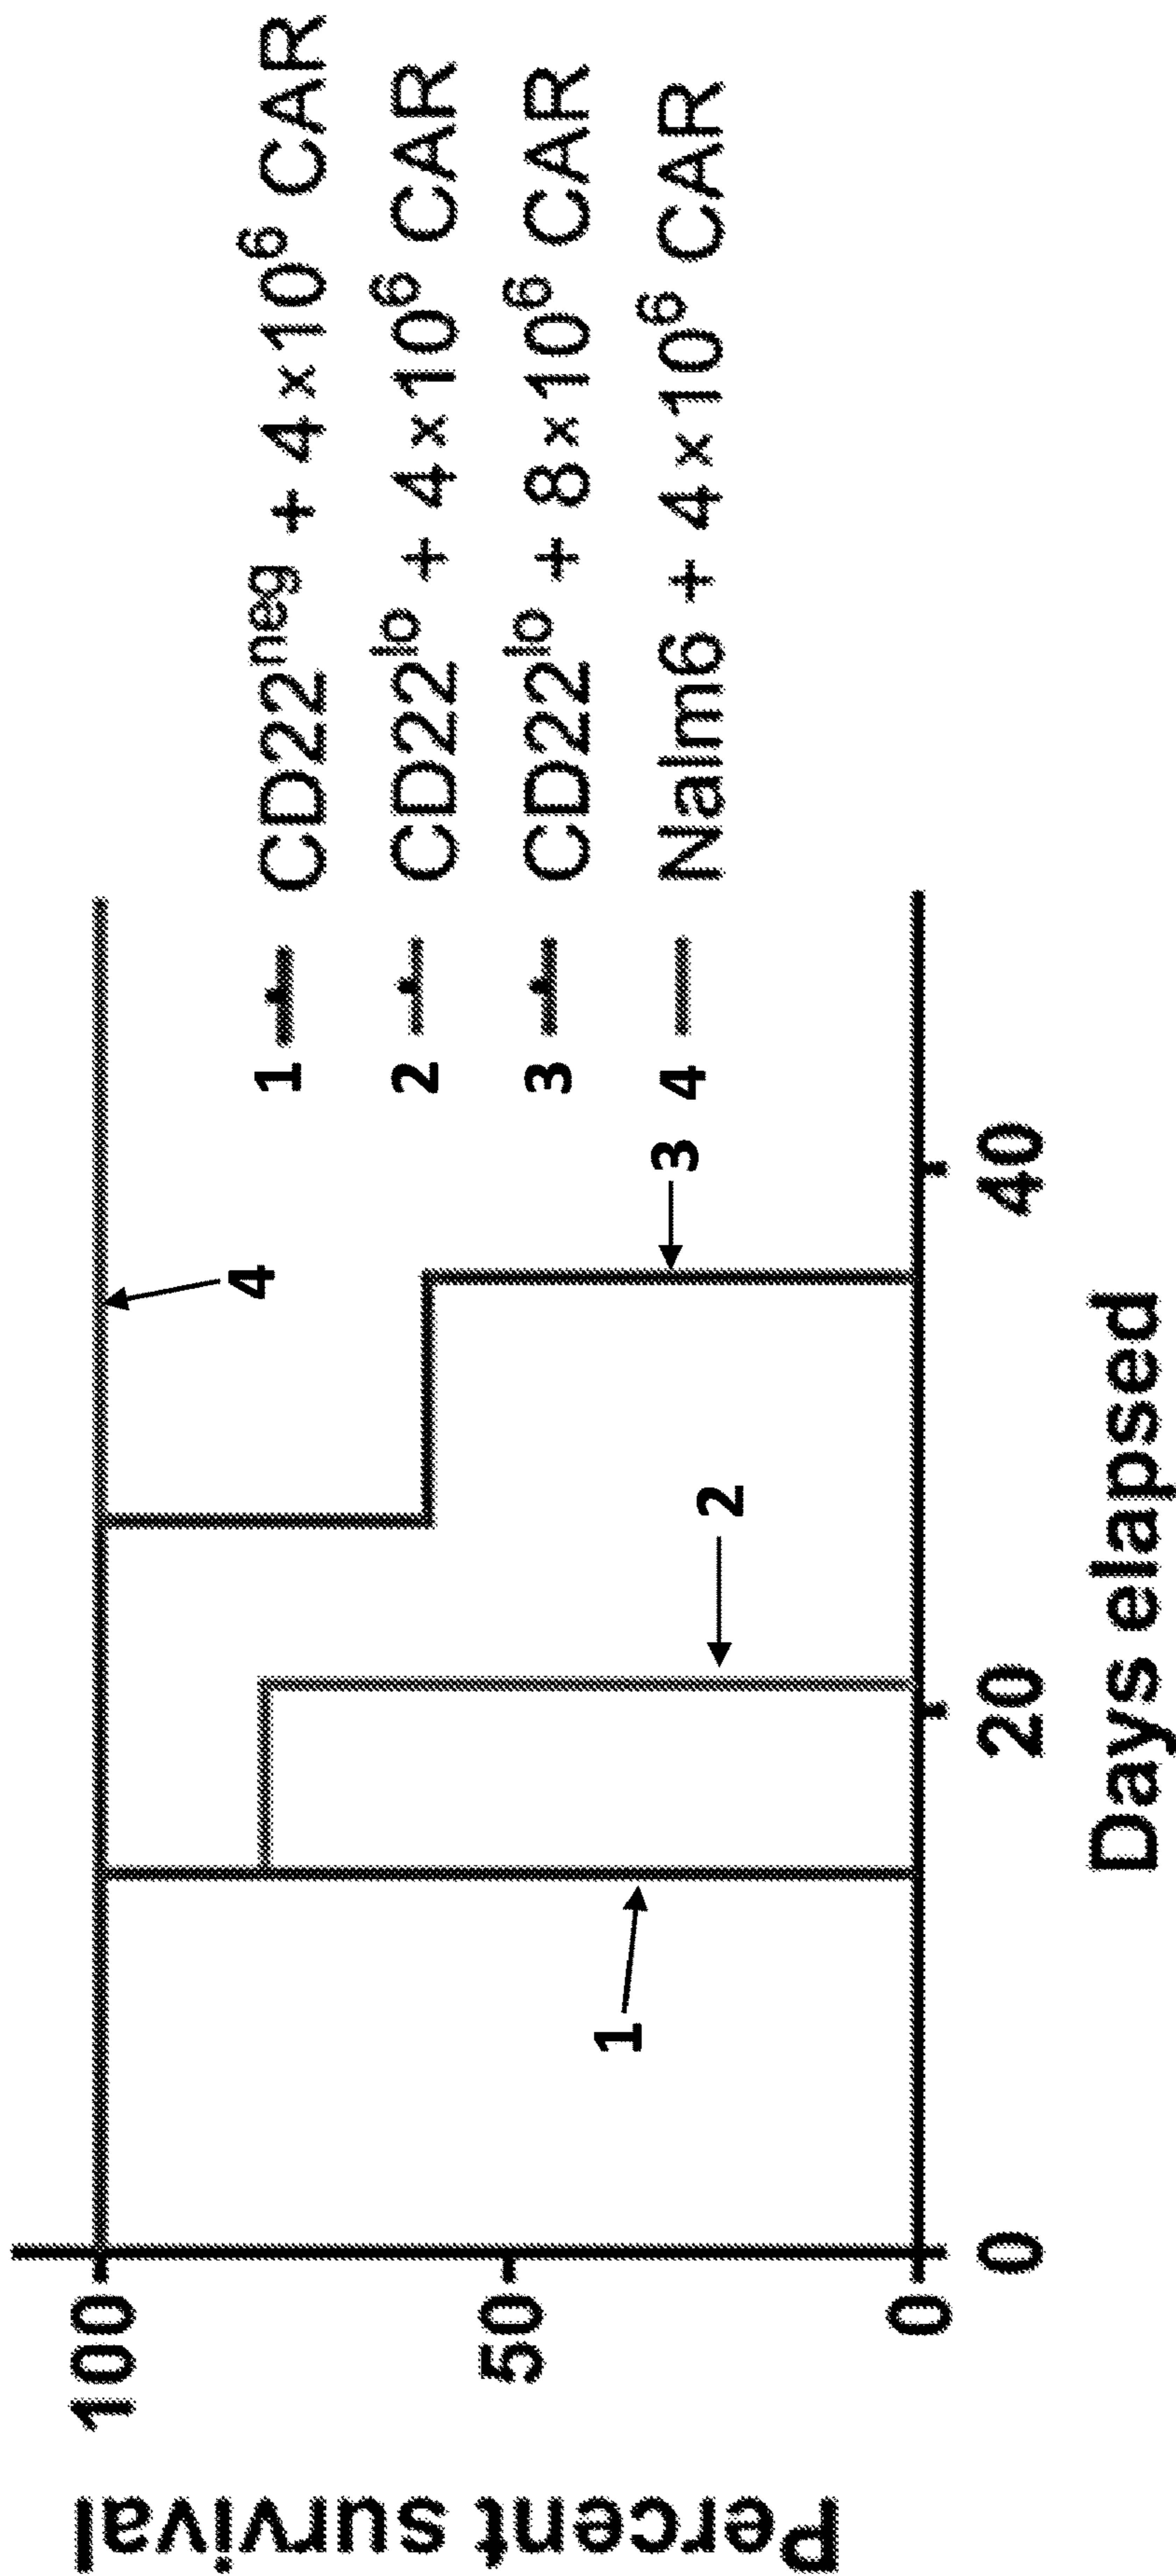 Percent survival
100
50
0
0
20
40
Days elapsed
1
2
3
4
1 CD22ⁿᵉᵍ + 4 × 10⁶ CAR
2 CD22ˡᵒ + 4 × 10⁶ CAR
3 CD22ˡᵒ + 8 × 10⁶ CAR
4 Nalm6 + 4 × 10⁶ CAR